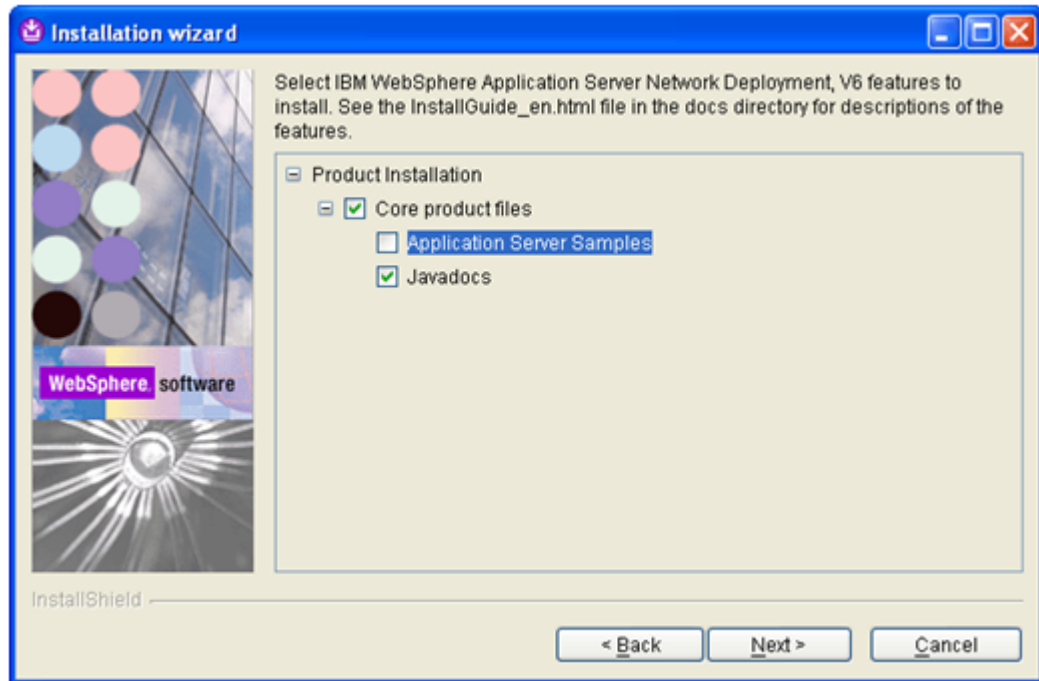 Installation wizard
Select IBM WebSphere Application Server Network Deployment, V6 features to
install. See the InstallGuide_en.html file in the docs directory for descriptions of the
features.
Product Installation
Core product files
Application Server Samples
Javadocs
WebSphere. software
InstallShield
< Back
Next >
Cancel